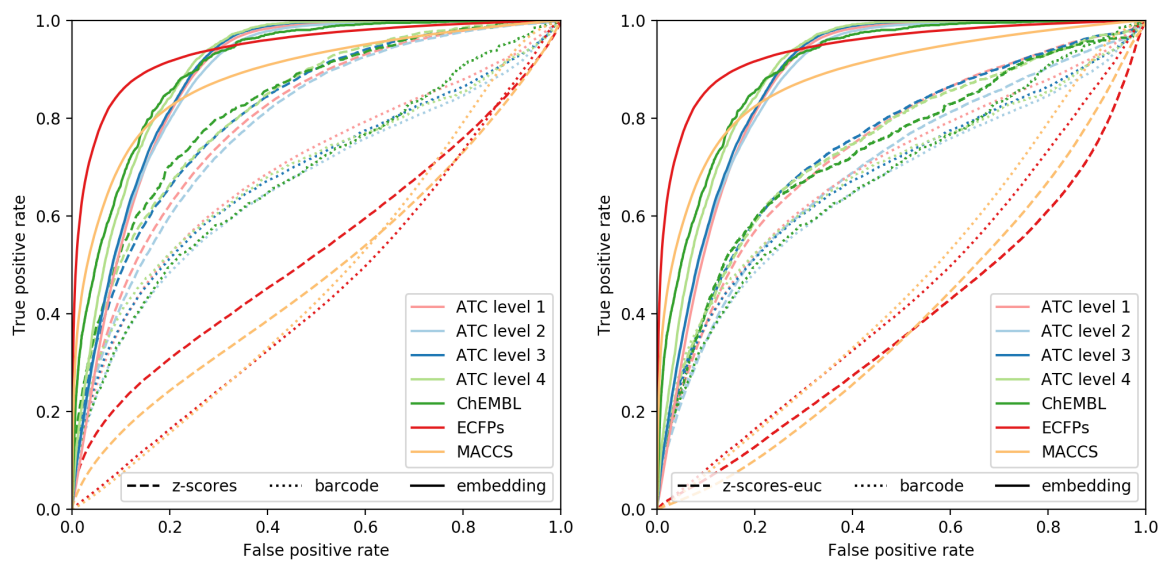 1.0
0.8
0.6
0.4
0.2
0.0
True positive rate
ATC level 1
ATC level 2
ATC level 3
ATC level 4
ChEMBL
ECFPs
MACCS
z-scores barcode embedding
0.0 0.2 0.4 0.6 0.8 1.0
False positive rate
1.0
0.8
0.6
0.4
0.2
0.0
True positive rate
ATC level 1
ATC level 2
ATC level 3
ATC level 4
ChEMBL
ECFPs
MACCS
z-scores-euc barcode embedding
0.0 0.2 0.4 0.6 0.8 1.0
False positive rate